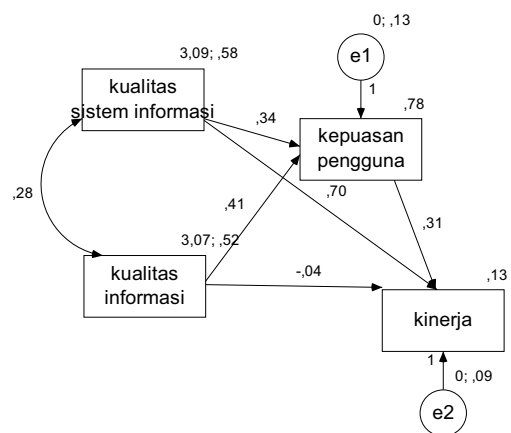 0; ,13
e1
1
3,09; ,58
kualitas
sistem informasi
,78
kepuasan
pengguna
,34
,70
,28
,41
,31
3,07; ,52
kualitas
informasi
-,04
,13
kinerja
1
0; ,09
e2